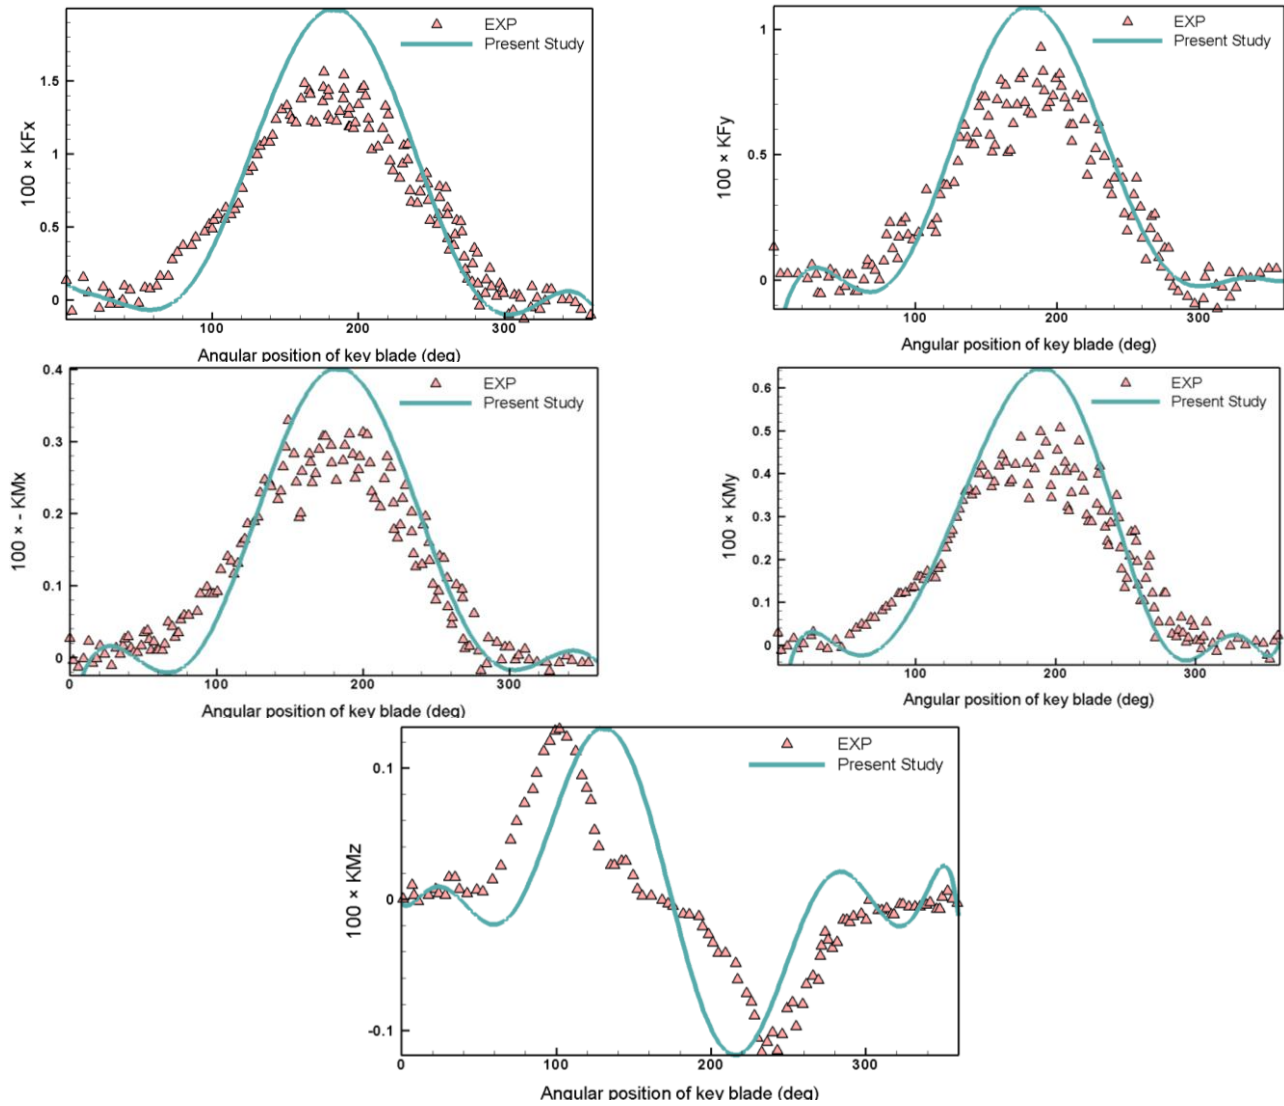 EXP
Present Study
1.5
1
0.5
0
100 × KFx
100
200
300
Angular position of key blade (deg)
EXP
Present Study
1
0.5
0
100 × KFy
100
200
300
Angular position of key blade (deg)
EXP
Present Study
0.4
0.3
0.2
0.1
0
100 × - KMx
0
100
200
300
Angular position of key blade (deg)
EXP
Present Study
0.6
0.5
0.4
0.3
0.2
0.1
0
100 × KMy
100
200
300
Angular position of key blade (deg)
EXP
Present Study
0.1
0
-0.1
100 × KMz
0
100
200
300
Angular position of key blade (deg)